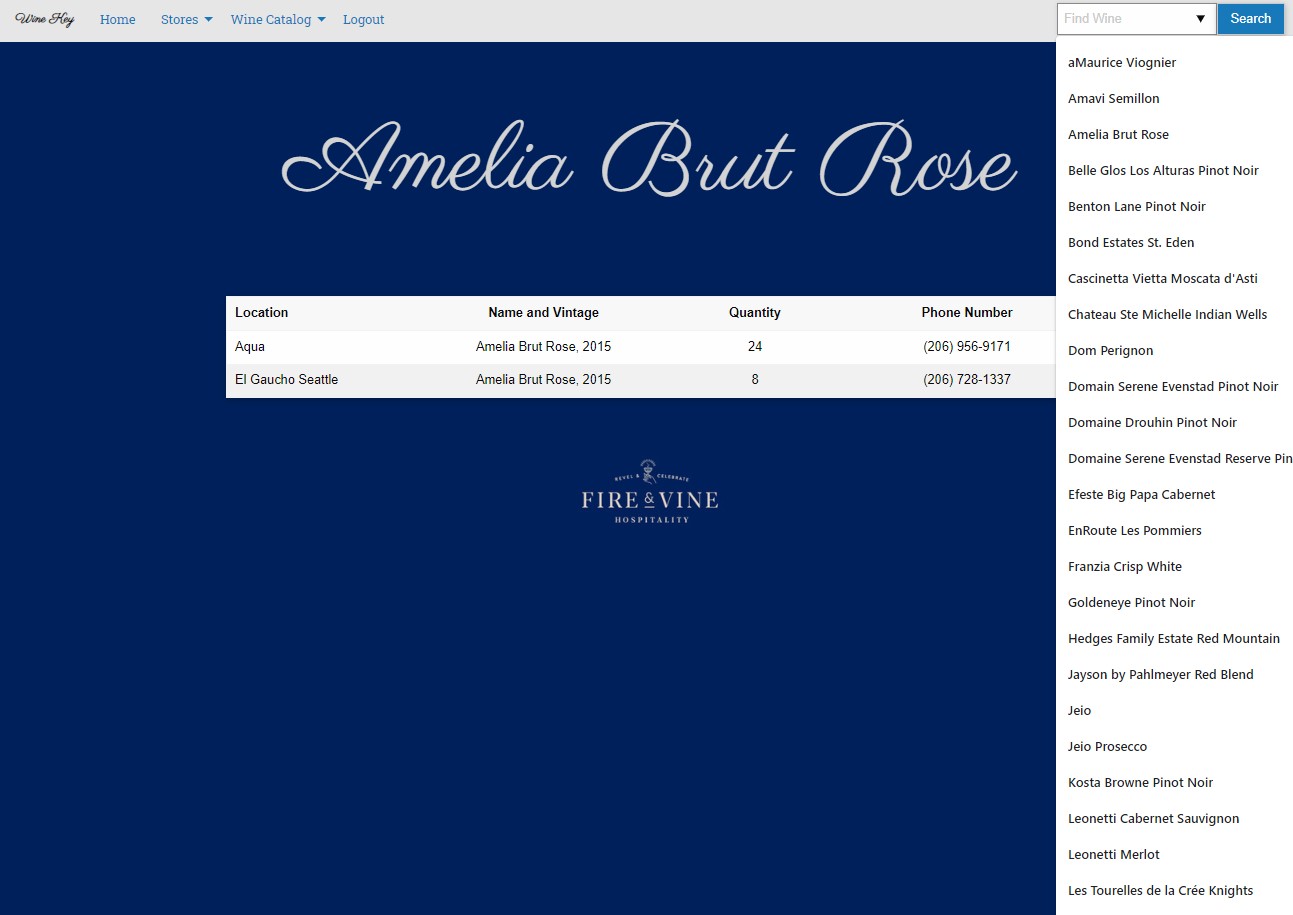 Wine Key Home Stores Wine Catalog Logout Find Wine Search
Amelia Brut Rose
Location Name and Vintage Quantity Phone Number
Aqua Amelia Brut Rose, 2015 24 (206) 956-9171
El Gaucho Seattle Amelia Brut Rose, 2015 8 (206) 728-1337
REVEL & CELEBRATE
FIRE & VINE
HOSPITALITY
aMaurice Viognier
Amavi Semillon
Amelia Brut Rose
Belle Glos Los Alturas Pinot Noir
Benton Lane Pinot Noir
Bond Estates St. Eden
Cascinetta Vietta Moscata d'Asti
Chateau Ste Michelle Indian Wells
Dom Perignon
Domain Serene Evenstad Pinot Noir
Domaine Drouhin Pinot Noir
Domaine Serene Evenstad Reserve Pin
Efeste Big Papa Cabernet
EnRoute Les Pommiers
Franzia Crisp White
Goldeneye Pinot Noir
Hedges Family Estate Red Mountain
Jayson by Pahlmeyer Red Blend
Jeio
Jeio Prosecco
Kosta Browne Pinot Noir
Leonetti Cabernet Sauvignon
Leonetti Merlot
Les Tourelles de la Crée Knights